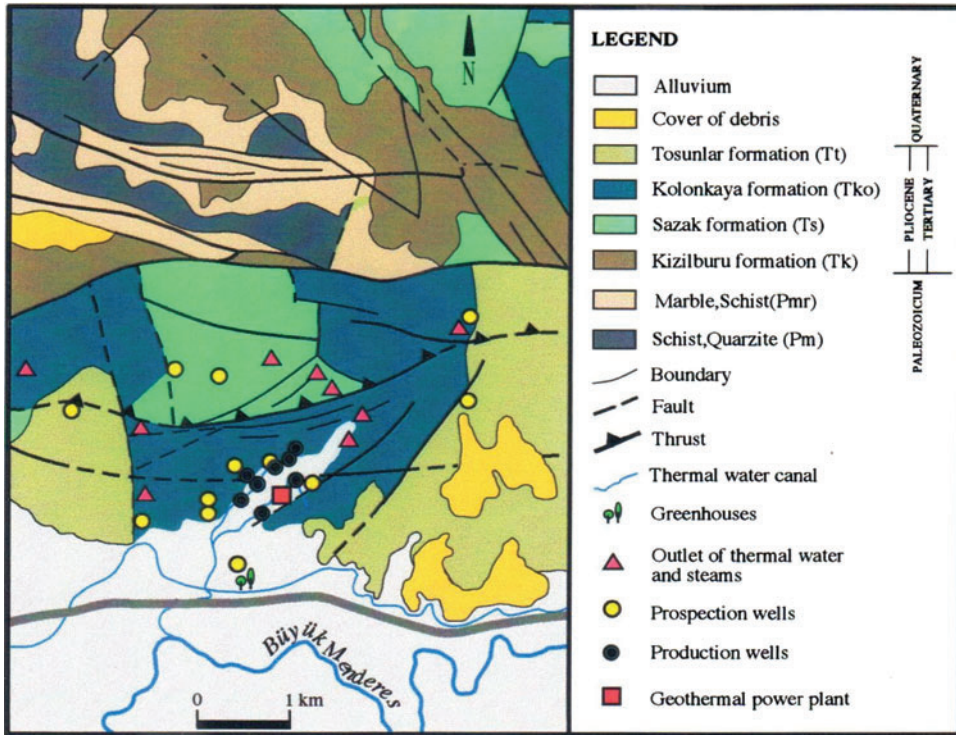 N
Büyük Menderes
0 1 km
LEGEND
Alluvium
Cover of debris
Tosunlar formation (Tt)
Kolonkaya formation (Tko)
Sazak formation (Ts)
Kizilburu formation (Tk)
Marble,Schist(Pmr)
Schist,Quarzite (Pm)
Boundary
Fault
Thrust
Thermal water canal
Greenhouses
Outlet of thermal water
and steams
Prospection wells
Production wells
Geothermal power plant
QUATERNARY
PLIOCENE
TERTIARY
PALEOZOICUM